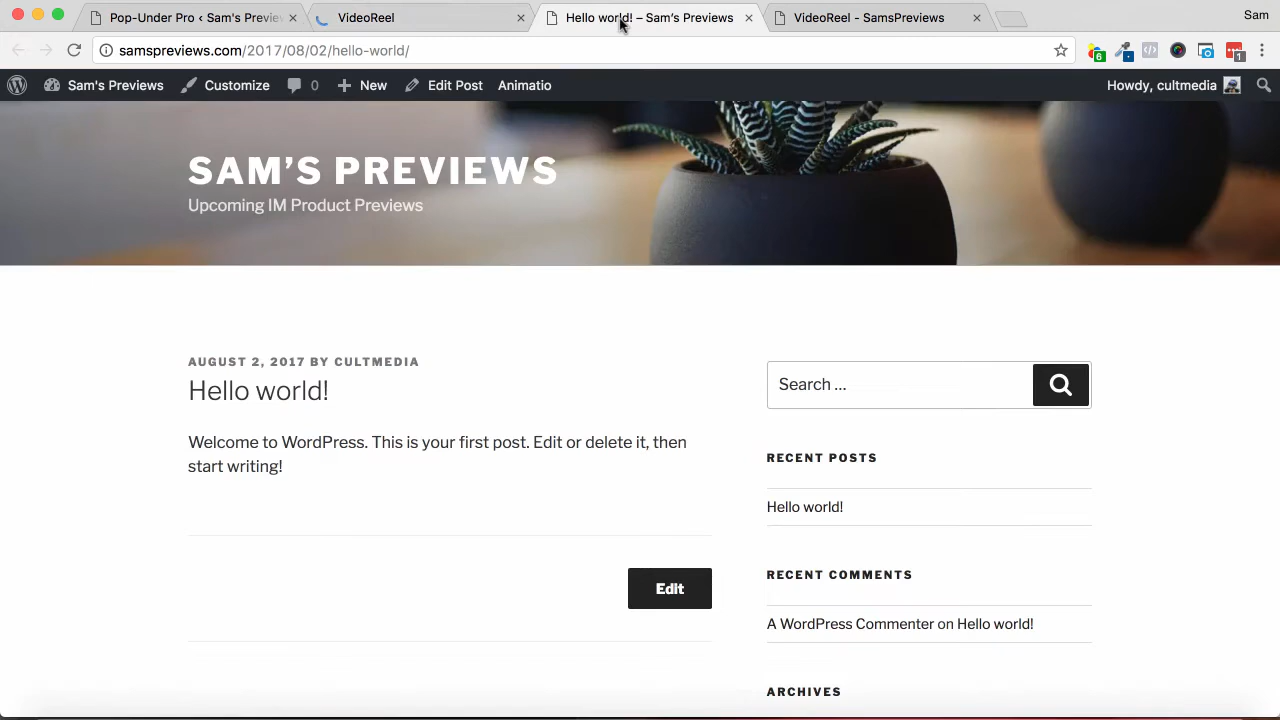 Pop-Under Pro ‹ Sam's Preview
VideoReel
Hello world! – Sam's Previews
VideoReel - SamsPreviews
Sam
samspreviews.com/2017/08/02/hello-world/
6
1
Sam's Previews
Customize
0
New
Edit Post
Animatio
Howdy, cultmedia
SAM'S PREVIEWS
Upcoming IM Product Previews
AUGUST 2, 2017 BY CULTMEDIA
Hello world!
Welcome to WordPress. This is your first post. Edit or delete it, then
start writing!
Edit
Search …
RECENT POSTS
Hello world!
RECENT COMMENTS
A WordPress Commenter on Hello world!
ARCHIVES